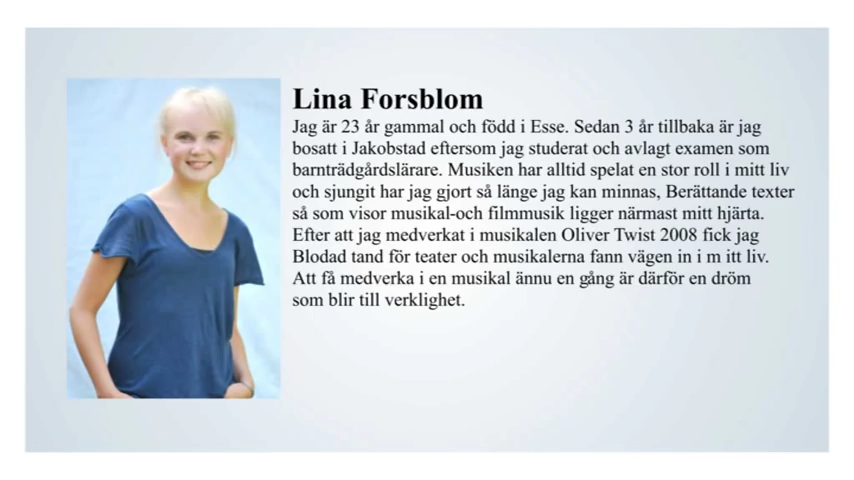 Lina Forsblom
Jag är 23 år gammal och född i Esse. Sedan 3 år tillbaka är jag
bosatt i Jakobstad eftersom jag studerat och avlagt examen som
barnträdgårdslärare. Musiken har alltid spelat en stor roll i mitt liv
och sjungit har jag gjort så länge jag kan minnas, Berättande texter
så som visor musikal-och filmmusik ligger närmast mitt hjärta.
Efter att jag medverkat i musikalen Oliver Twist 2008 fick jag
Blodad tand för teater och musikalerna fann vägen in i m itt liv.
Att få medverka i en musikal ännu en gång är därför en dröm
som blir till verklighet.